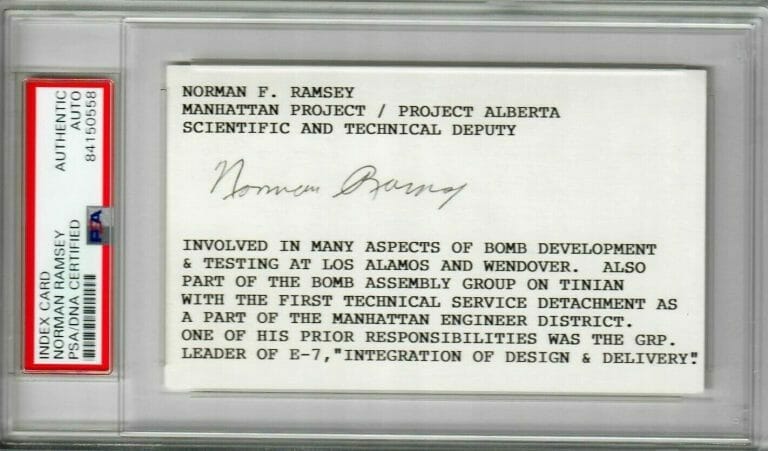 INDEX CARD
NORMAN RAMSEY
PSA/DNA CERTIFIED
AUTHENTIC
AUTO
84150558
PSA
NORMAN F. RAMSEY
MANHATTAN PROJECT / PROJECT ALBERTA
SCIENTIFIC AND TECHNICAL DEPUTY
Norman Ramsey
INVOLVED IN MANY ASPECTS OF BOMB DEVELOPMENT
& TESTING AT LOS ALAMOS AND WENDOVER. ALSO
PART OF THE BOMB ASSEMBLY GROUP ON TINIAN
WITH THE FIRST TECHNICAL SERVICE DETACHMENT AS
A PART OF THE MANHATTAN ENGINEER DISTRICT.
ONE OF HIS PRIOR RESPONSIBILITIES WAS THE GRP.
LEADER OF E-7,"INTEGRATION OF DESIGN & DELIVERY".